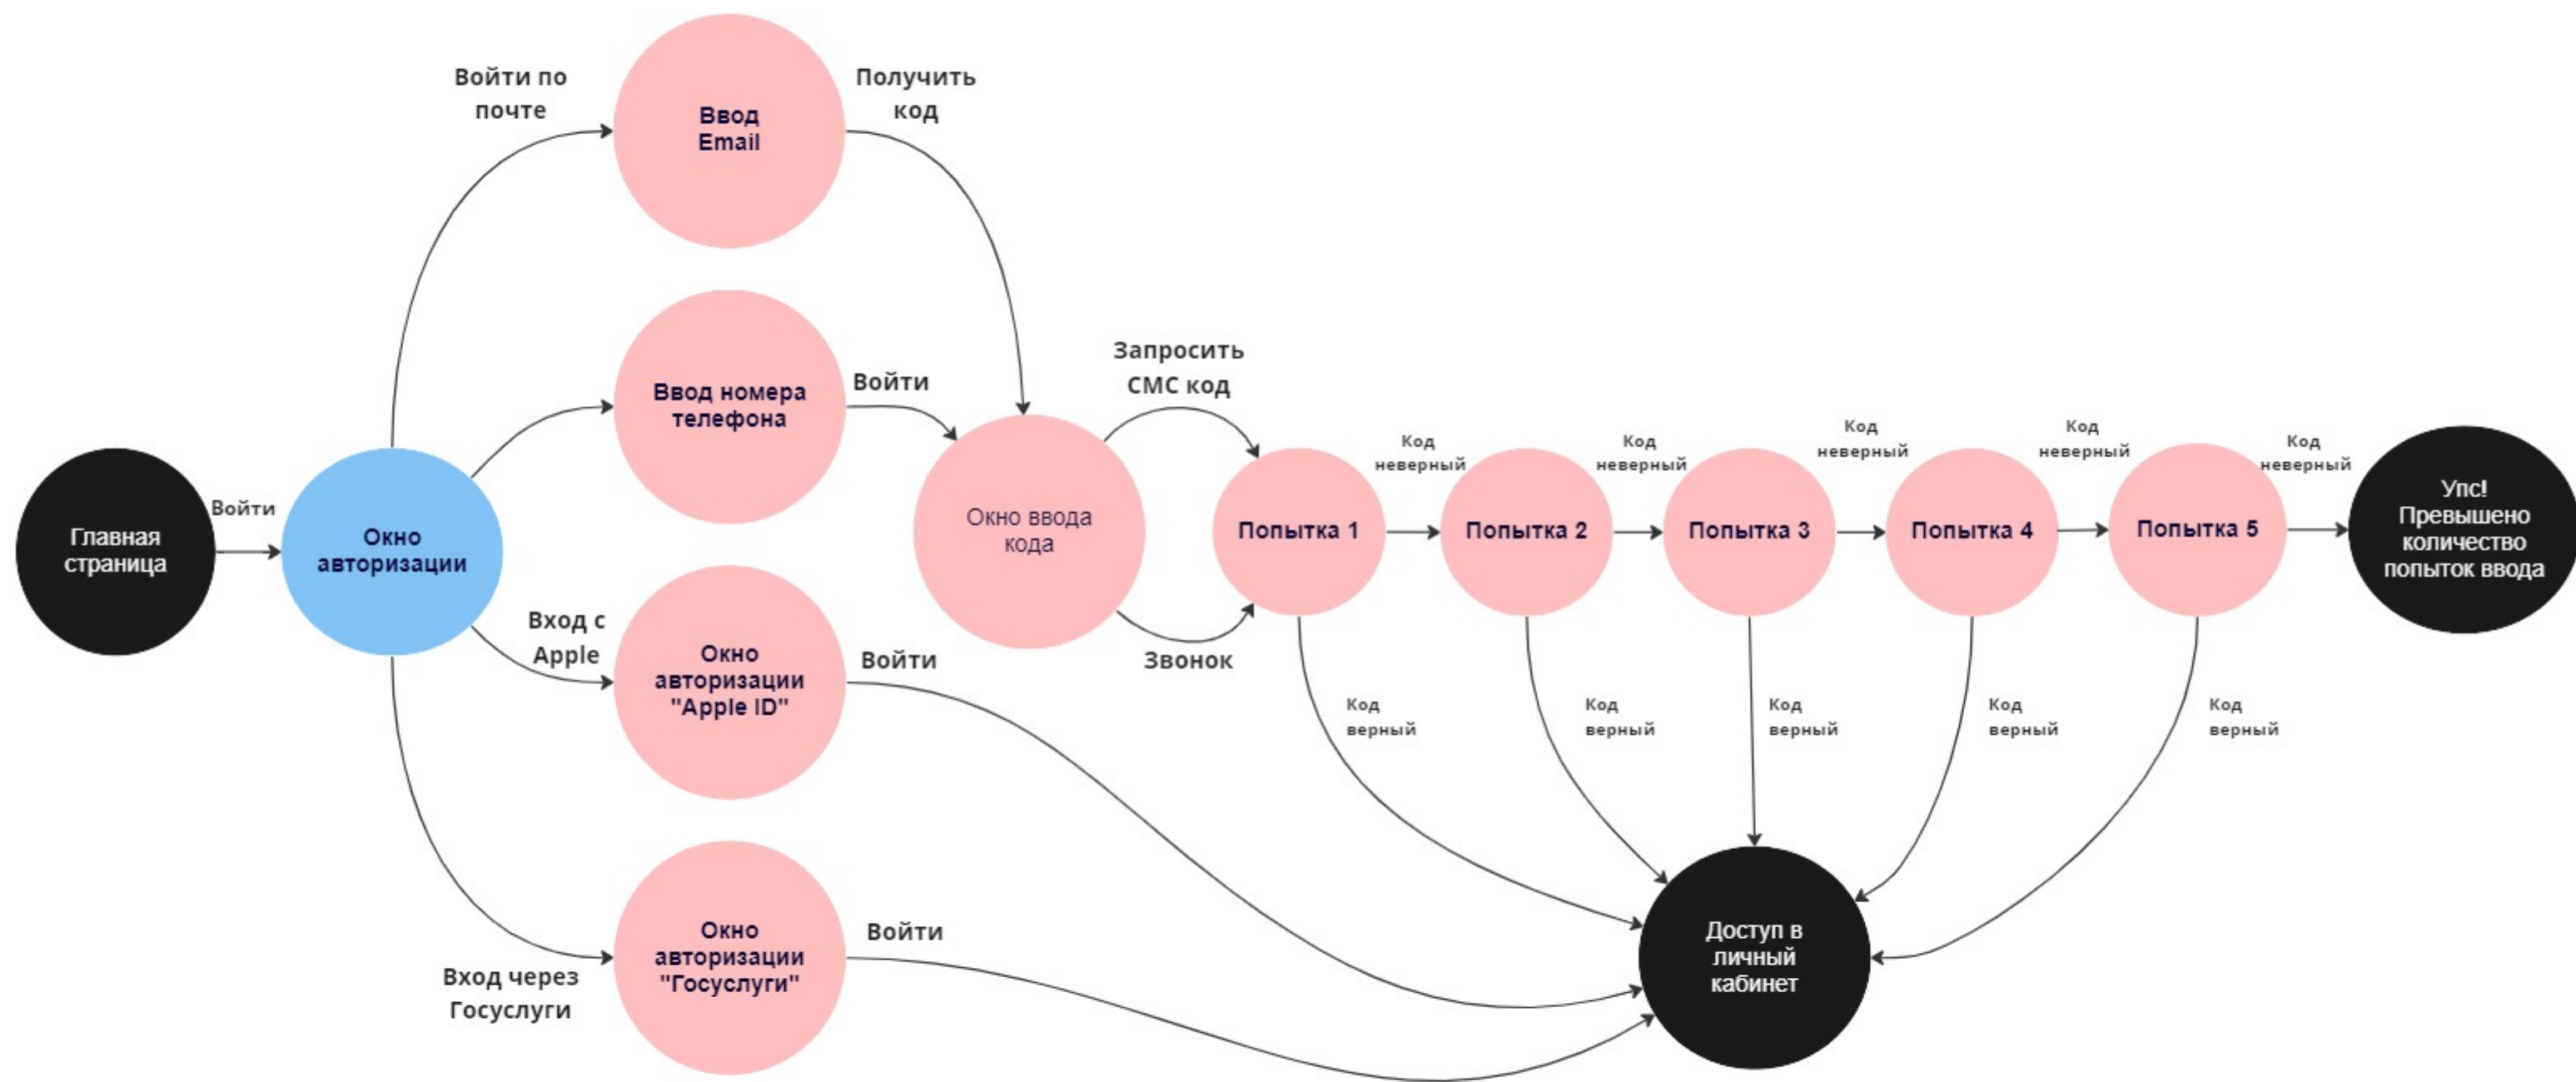 Войти по
почте
Ввод
Email
Получить
код
Ввод номера
телефона
Войти
Запросить
СМС код
Главная
страница
Войти
Окно
авторизации
Окно ввода
кода
Звонок
Попытка 1
Код
неверный
Попытка 2
Код
неверный
Попытка 3
Код
неверный
Попытка 4
Код
неверный
Попытка 5
Код
неверный
Упс!
Превышено
количество
попыток ввода
Вход с
Apple
Окно
авторизации
"Apple ID"
Войти
Код
верный
Код
верный
Код
верный
Код
верный
Код
верный
Вход через
Госуслуги
Окно
авторизации
"Госуслуги"
Войти
Доступ в
личный
кабинет